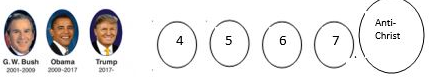 G. W. Bush
2001-2009
Obama
2009-2017
Trump
2017-
4
5
6
7
Anti-
Christ